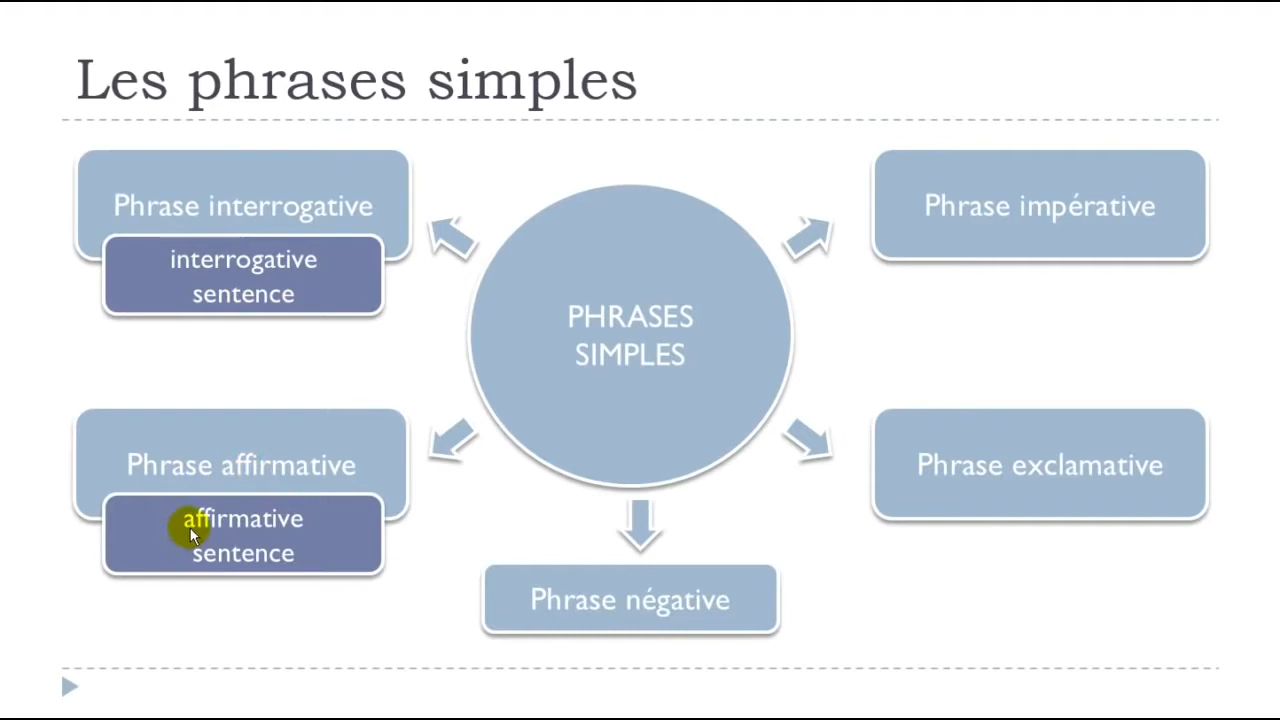 Les phrases simples
Phrase interrogative
interrogative
sentence
Phrase impérative
PHRASES
SIMPLES
Phrase affirmative
affirmative
sentence
Phrase exclamative
Phrase négative